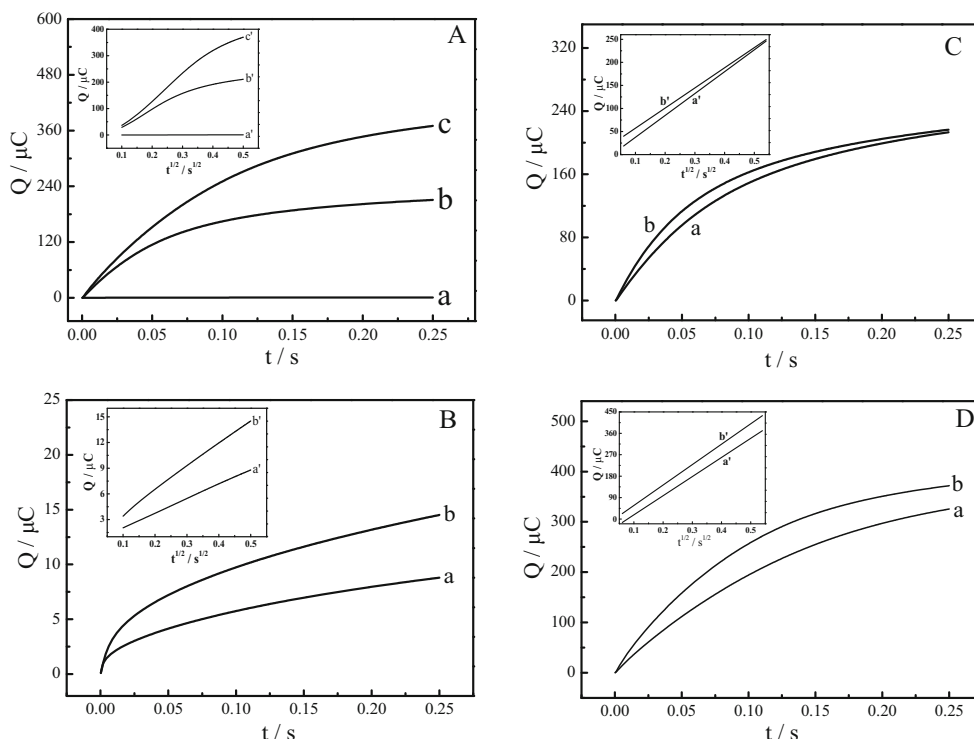 A
600
480
360
240
120
0
Q / μC
0.00 0.05 0.10 0.15 0.20 0.25
t / s
c
b
a
400
300
200
100
0
Q / μC
0.1 0.2 0.3 0.4 0.5
t1/2 / s1/2
c'
b'
a'
C
320
240
160
80
0
Q / μC
0.00 0.05 0.10 0.15 0.20 0.25
t / s
b
a
250
200
150
100
50
0
Q / μC
0.1 0.2 0.3 0.4 0.5
t1/2 / s1/2
b'
a'
B
25
20
15
10
5
0
Q / μC
0.00 0.05 0.10 0.15 0.20 0.25
t / s
b
a
15
12
9
6
3
Q / μC
0.1 0.2 0.3 0.4 0.5
t1/2 / s1/2
b'
a'
D
500
400
300
200
100
0
Q / μC
0.00 0.05 0.10 0.15 0.20 0.25
t / s
b
a
450
360
270
180
90
0
Q / μC
0.1 0.2 0.3 0.4 0.5
t1/2 / s1/2
b'
a'